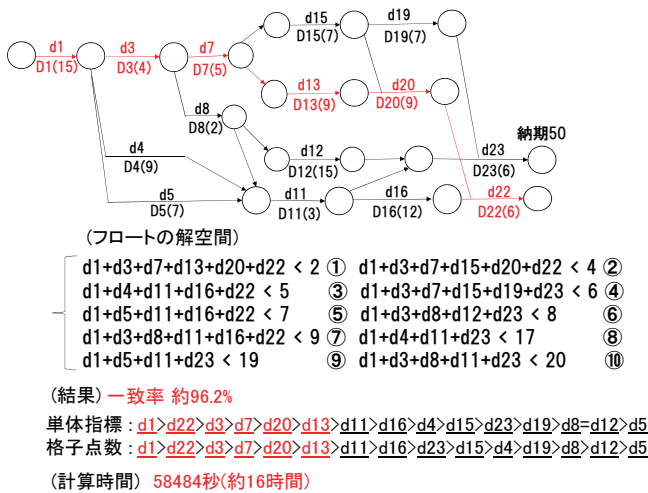 d15
D15(7)
d19
D19(7)
d1
D1(15)
d3
D3(4)
d7
D7(5)
d13
D13(9)
d20
D20(9)
d8
D8(2)
納期50
d4
D4(9)
d12
D12(15)
d23
D23(6)
d5
D5(7)
d11
D11(3)
d16
D16(12)
d22
D22(6)
(フロートの解空間)
d1+d3+d7+d13+d20+d22 < 2 ① d1+d3+d7+d15+d20+d22 < 4 ②
d1+d4+d11+d16+d22 < 5 ③ d1+d3+d7+d15+d19+d23 < 6 ④
d1+d5+d11+d16+d22 < 7 ⑤ d1+d3+d8+d12+d23 < 8 ⑥
d1+d3+d8+d11+d16+d22 < 9 ⑦ d1+d4+d11+d23 < 17 ⑧
d1+d5+d11+d23 < 19 ⑨ d1+d3+d8+d11+d23 < 20 ⑩
(結果) 一致率 約96.2%
単体指標 : d1>d22>d3>d7>d20>d13>d11>d16>d4>d15>d23>d19>d8=d12>d5
格子点数 : d1>d22>d3>d7>d20>d13>d11>d16>d23>d15>d4>d19>d8>d12>d5
(計算時間) 58484秒(約16時間)